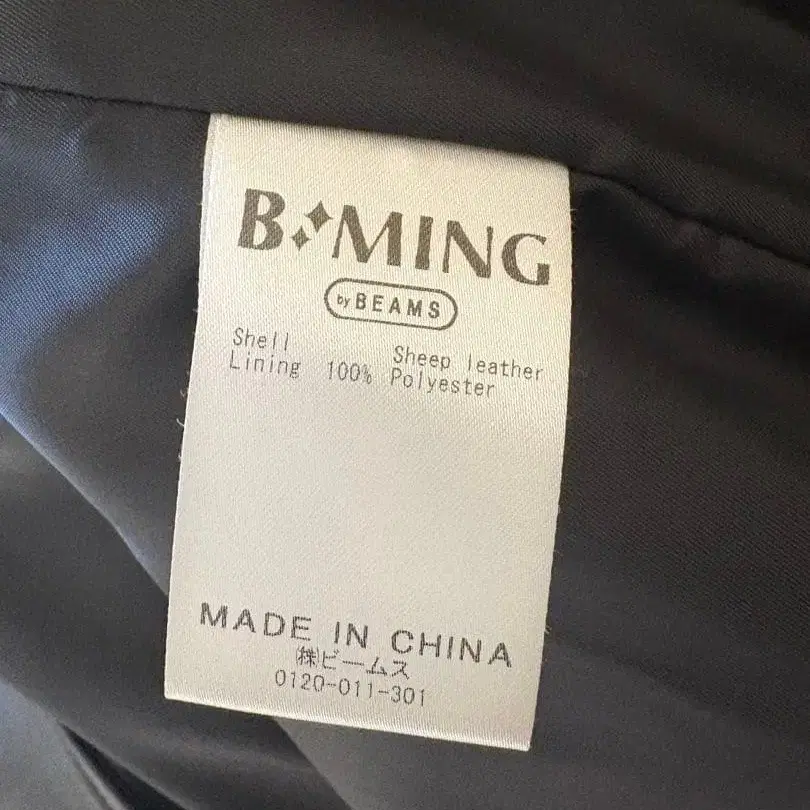 B MING
by BEAMS
Shell Sheep leather
Lining 100% Polyester
MADE IN CHINA
㈱ビームス
0120-011-301